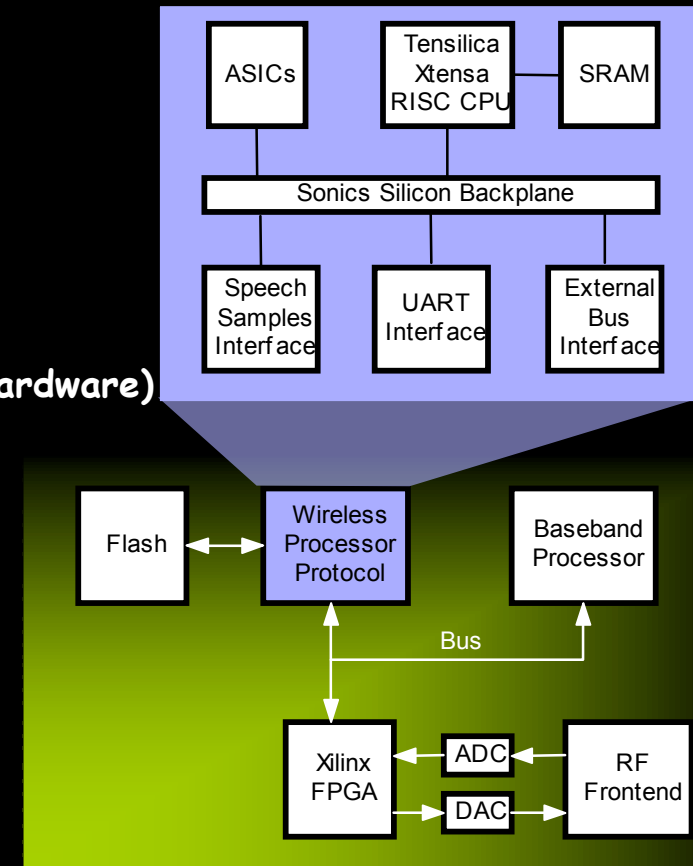 ASICs
Tensilica
Xtensa
RISC CPU
SRAM
Sonics Silicon Backplane
Speech
Samples
Interface
UART
Interface
External
Bus
Interface
ardware)
Flash
Wireless
Processor
Protocol
Baseband
Processor
Bus
Xilinx
FPGA
ADC
DAC
RF
Frontend